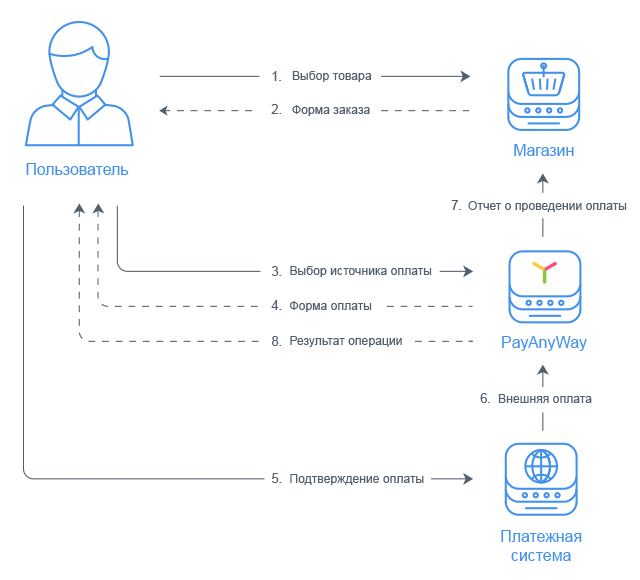 1. Выбор товара
2. Форма заказа
Магазин
Пользователь
7. Отчет о проведении оплаты
3. Выбор источника оплаты
4. Форма оплаты
8. Результат операции
PayAnyWay
6. Внешняя оплата
5. Подтверждение оплаты
Платежная
система